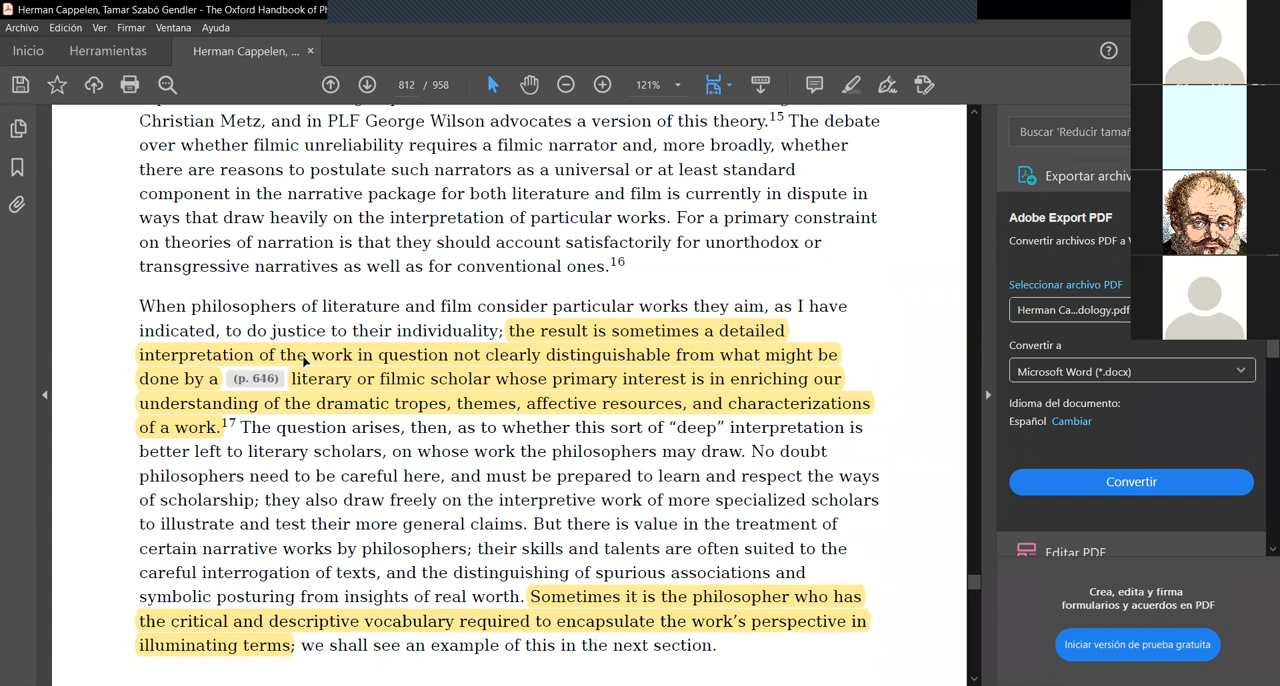 Herman Cappelen, Tamar Szabó Gendler - The Oxford Handbook of Ph
Archivo Edición Ver Firmar Ventana Ayuda
Inicio Herramientas Herman Cappelen, ... ×
812 / 958 121%
Christian Metz, and in PLF George Wilson advocates a version of this theory.15 The debate
over whether filmic unreliability requires a filmic narrator and, more broadly, whether
there are reasons to postulate such narrators as a universal or at least standard
component in the narrative package for both literature and film is currently in dispute in
ways that draw heavily on the interpretation of particular works. For a primary constraint
on theories of narration is that they should account satisfactorily for unorthodox or
transgressive narratives as well as for conventional ones.16
When philosophers of literature and film consider particular works they aim, as I have
indicated, to do justice to their individuality; the result is sometimes a detailed
interpretation of the work in question not clearly distinguishable from what might be
done by a (p. 646) literary or filmic scholar whose primary interest is in enriching our
understanding of the dramatic tropes, themes, affective resources, and characterizations
of a work.17 The question arises, then, as to whether this sort of “deep” interpretation is
better left to literary scholars, on whose work the philosophers may draw. No doubt
philosophers need to be careful here, and must be prepared to learn and respect the ways
of scholarship; they also draw freely on the interpretive work of more specialized scholars
to illustrate and test their more general claims. But there is value in the treatment of
certain narrative works by philosophers; their skills and talents are often suited to the
careful interrogation of texts, and the distinguishing of spurious associations and
symbolic posturing from insights of real worth. Sometimes it is the philosopher who has
the critical and descriptive vocabulary required to encapsulate the work’s perspective in
illuminating terms; we shall see an example of this in the next section.
Buscar 'Reducir tamañ
Exportar archiv
Adobe Export PDF
Convertir archivos PDF a
Seleccionar archivo PDF
Herman Ca...dology.pdf
Convertir a
Microsoft Word (*.docx)
Idioma del documento:
Español Cambiar
Convertir
Editar PDF
Crea, edita y firma
formularios y acuerdos en PDF
Iniciar versión de prueba gratuita